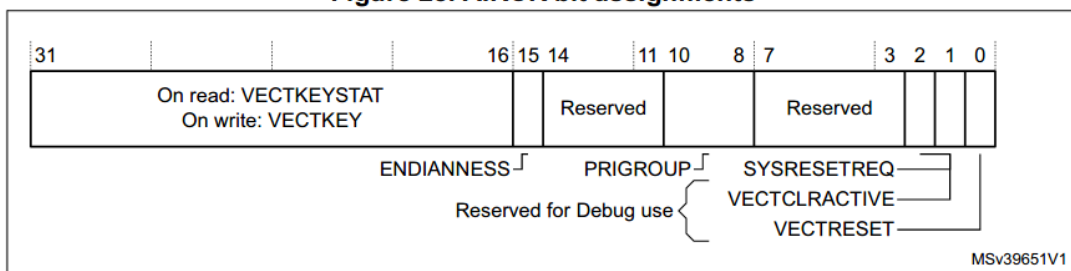 31 16 15 14 11 10 8 7 3 2 1 0
On read: VECTKEYSTAT
On write: VECTKEY
Reserved
Reserved
ENDIANNESS
PRIGROUP
SYSRESETREQ
VECTCLRACTIVE
Reserved for Debug use
VECTRESET
MSv39651V1